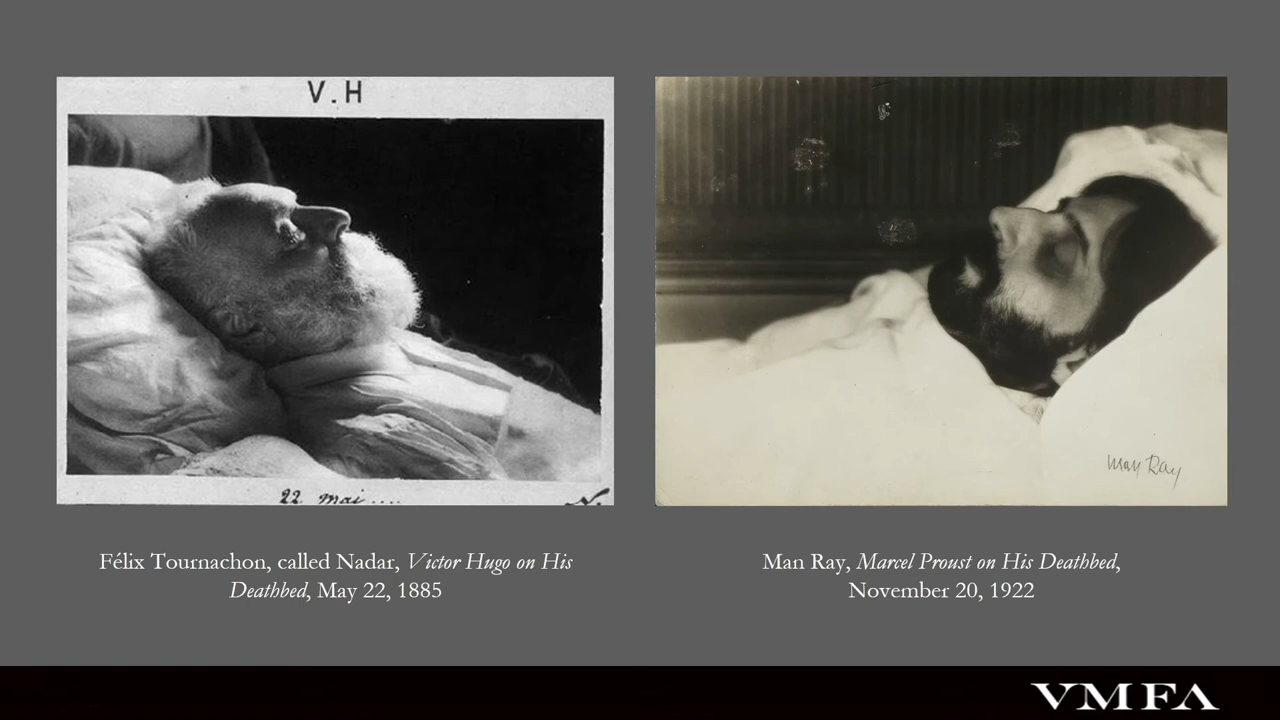 V.H
22 mai ....
N.
Man Ray
Félix Tournachon, called Nadar, Victor Hugo on His
Deathbed, May 22, 1885
Man Ray, Marcel Proust on His Deathbed,
November 20, 1922
VMFA